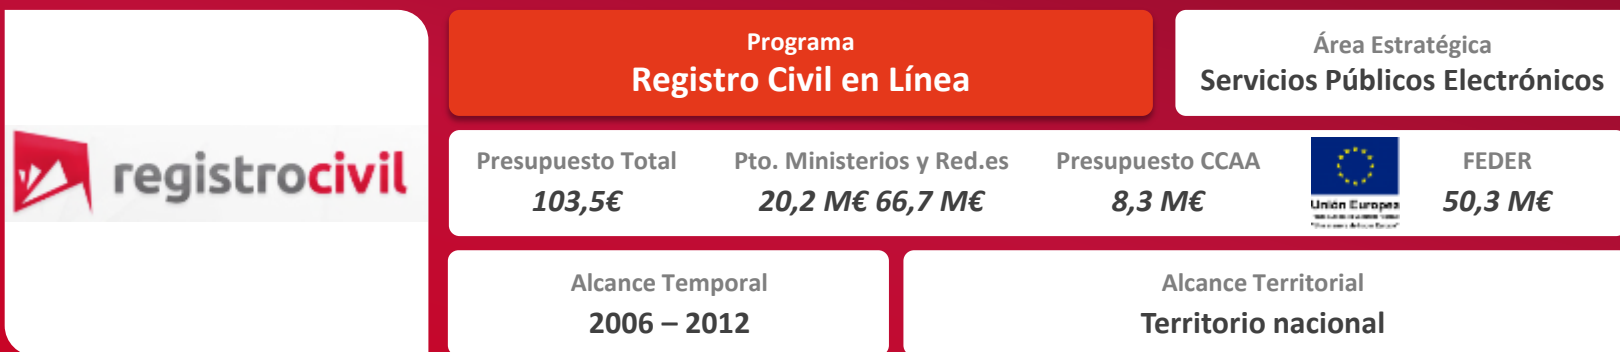 registrocivil
Programa
Registro Civil en Línea
Área Estratégica
Servicios Públicos Electrónicos
Presupuesto Total
103,5€
Pto. Ministerios y Red.es
20,2 M€ 66,7 M€
Presupuesto CCAA
8,3 M€
Unión Europea
FEDER
50,3 M€
Alcance Temporal
2006 – 2012
Alcance Territorial
Territorio nacional